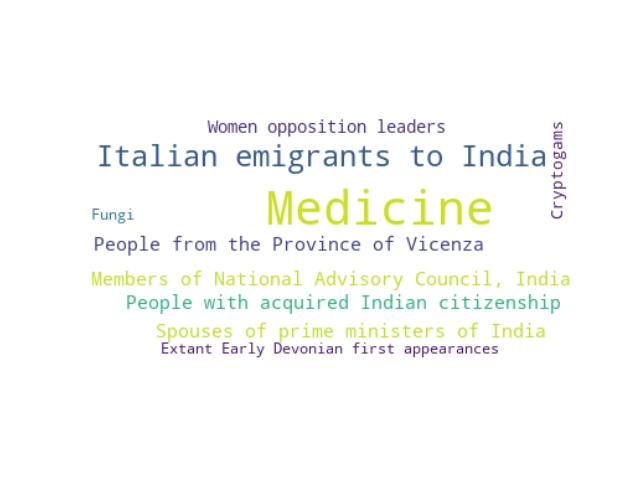 Women opposition leaders
Italian emigrants to India
Cryptogams
Medicine
Fungi
People from the Province of Vicenza
Members of National Advisory Council, India
People with acquired Indian citizenship
Spouses of prime ministers of India
Extant Early Devonian first appearances